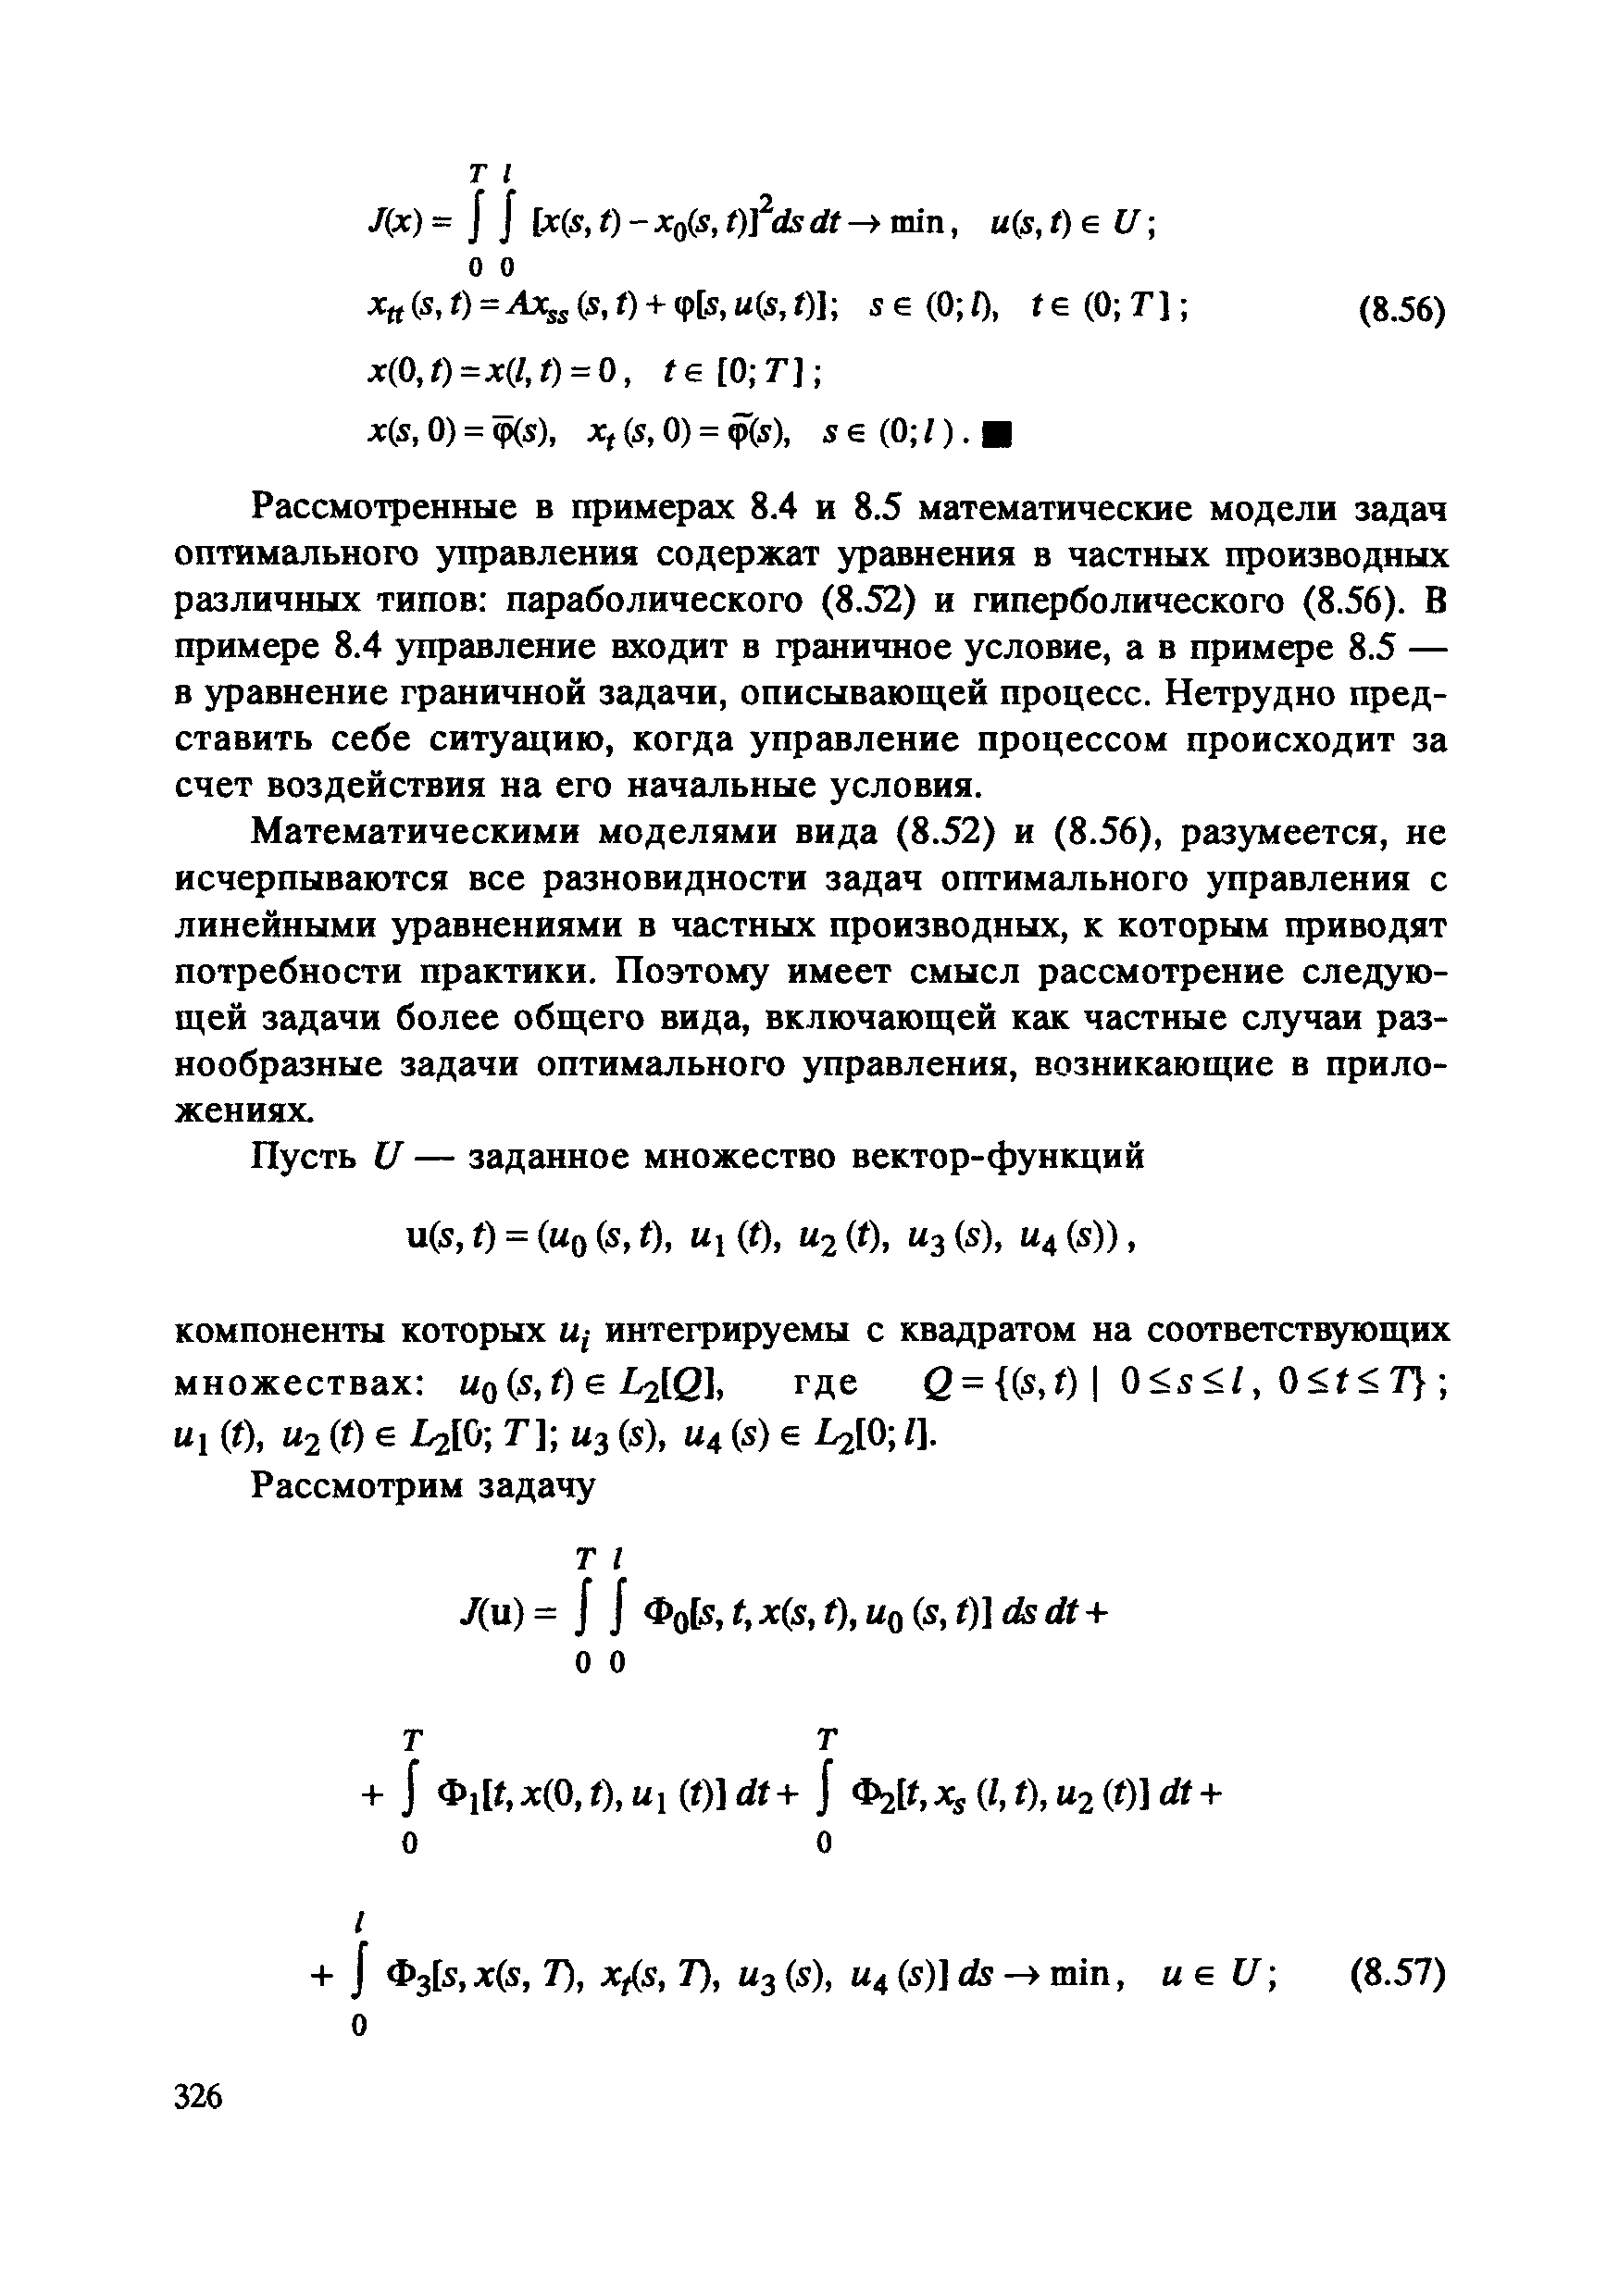 J(x) = ∫₀ᵀ ∫₀ˡ [x(s, t) – x₀(s, t)]² ds dt → min, u(s, t) ∈ U ;
xₜₜ (s, t) = Axₛₛ (s, t) + φ[s, u(s, t)]; s ∈ (0; l), t ∈ (0; T] ; (8.56)
x(0, t) = x(l, t) = 0 , t ∈ [0; T] ;
x(s, 0) = φ̅(s), xₜ (s, 0) = φ̃(s), s ∈ (0; l ) . ■
Рассмотренные в примерах 8.4 и 8.5 математические модели задач
оптимального управления содержат уравнения в частных производных
различных типов: параболического (8.52) и гиперболического (8.56). В
примере 8.4 управление входит в граничное условие, а в примере 8.5 —
в уравнение граничной задачи, описывающей процесс. Нетрудно пред-
ставить себе ситуацию, когда управление процессом происходит за
счет воздействия на его начальные условия.
Математическими моделями вида (8.52) и (8.56), разумеется, не
исчерпываются все разновидности задач оптимального управления с
линейными уравнениями в частных производных, к которым приводят
потребности практики. Поэтому имеет смысл рассмотрение следую-
щей задачи более общего вида, включающей как частные случаи раз-
нообразные задачи оптимального управления, возникающие в прило-
жениях.
Пусть U — заданное множество вектор-функций
u(s, t) = (u₀ (s, t), u₁ (t), u₂ (t), u₃ (s), u₄ (s)) ,
компоненты которых uᵢ интегрируемы с квадратом на соответствующих
множествах: u₀ (s, t) ∈ L₂[Q], где Q = {(s, t) | 0 ≤ s ≤ l , 0 ≤ t ≤ T} ;
u₁ (t), u₂ (t) ∈ L₂[0; T]; u₃ (s), u₄ (s) ∈ L₂[0; l].
Рассмотрим задачу
J(u) = ∫₀ᵀ ∫₀ˡ Φ₀[s, t, x(s, t), u₀ (s, t)] ds dt +
+ ∫₀ᵀ Φ₁[t, x(0, t), u₁ (t)] dt + ∫₀ᵀ Φ₂[t, xₛ (l, t), u₂ (t)] dt +
+ ∫₀ˡ Φ₃[s, x(s, T), xₜ(s, T), u₃ (s), u₄ (s)] ds → min , u ∈ U ; (8.57)
326